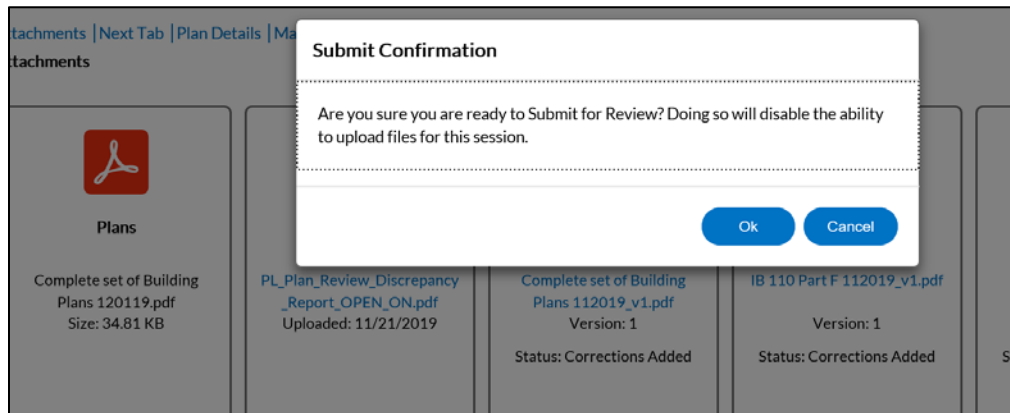 tachments |Next Tab |Plan Details |Ma
tachments
Submit Confirmation
Are you sure you are ready to Submit for Review? Doing so will disable the ability
to upload files for this session.
Ok
Cancel
Plans
Complete set of Building
Plans 120119.pdf
Size: 34.81 KB
PL_Plan_Review_Discrepancy
_Report_OPEN_ON.pdf
Uploaded: 11/21/2019
Complete set of Building
Plans 112019_v1.pdf
Version: 1
Status: Corrections Added
IB 110 Part F 112019_v1.pdf
Version: 1
Status: Corrections Added
S